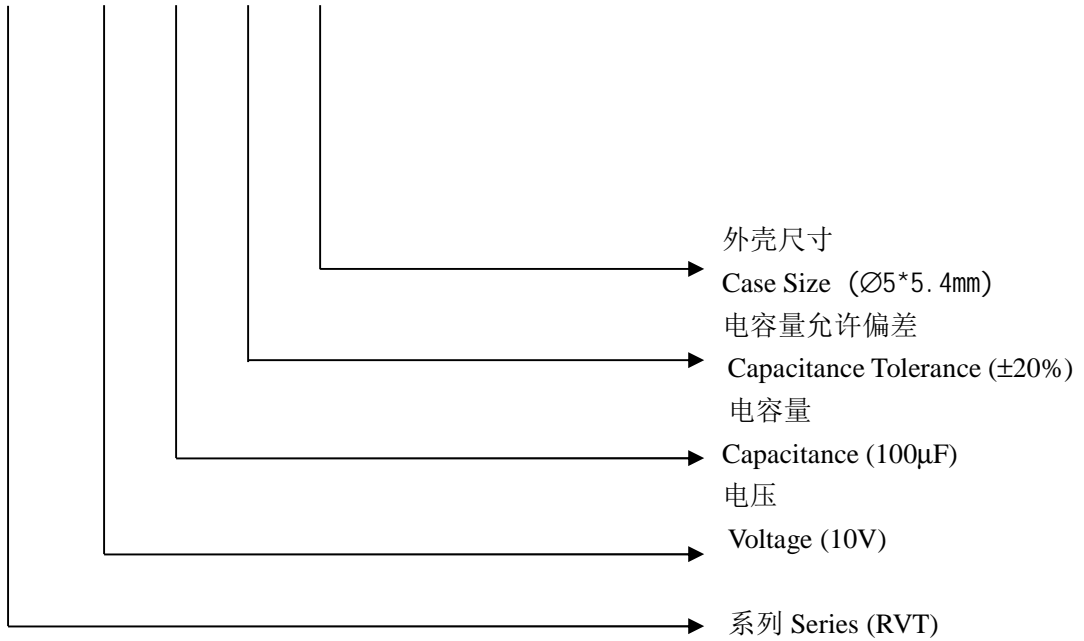 外壳尺寸
Case Size (∅5*5.4mm)
电容量允许偏差
Capacitance Tolerance (±20%)
电容量
Capacitance (100μF)
电压
Voltage (10V)
系列 Series (RVT)